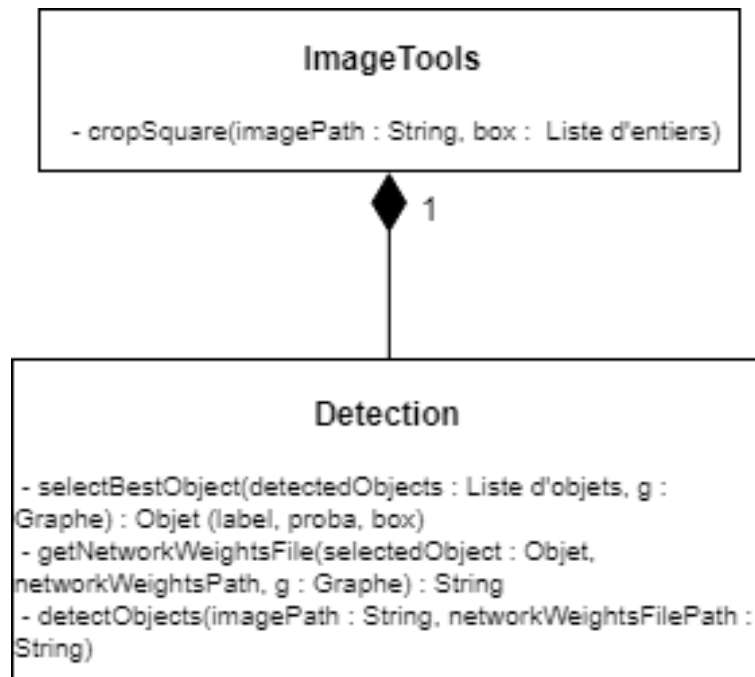 ImageTools
- cropSquare(imagePath : String, box :  Liste d'entiers)
1
Detection
- selectBestObject(detectedObjects : Liste d'objets, g :
Graphe) : Objet (label, proba, box)
- getNetworkWeightsFile(selectedObject : Objet,
networkWeightsPath, g : Graphe) : String
- detectObjects(imagePath : String, networkWeightsFilePath :
String)